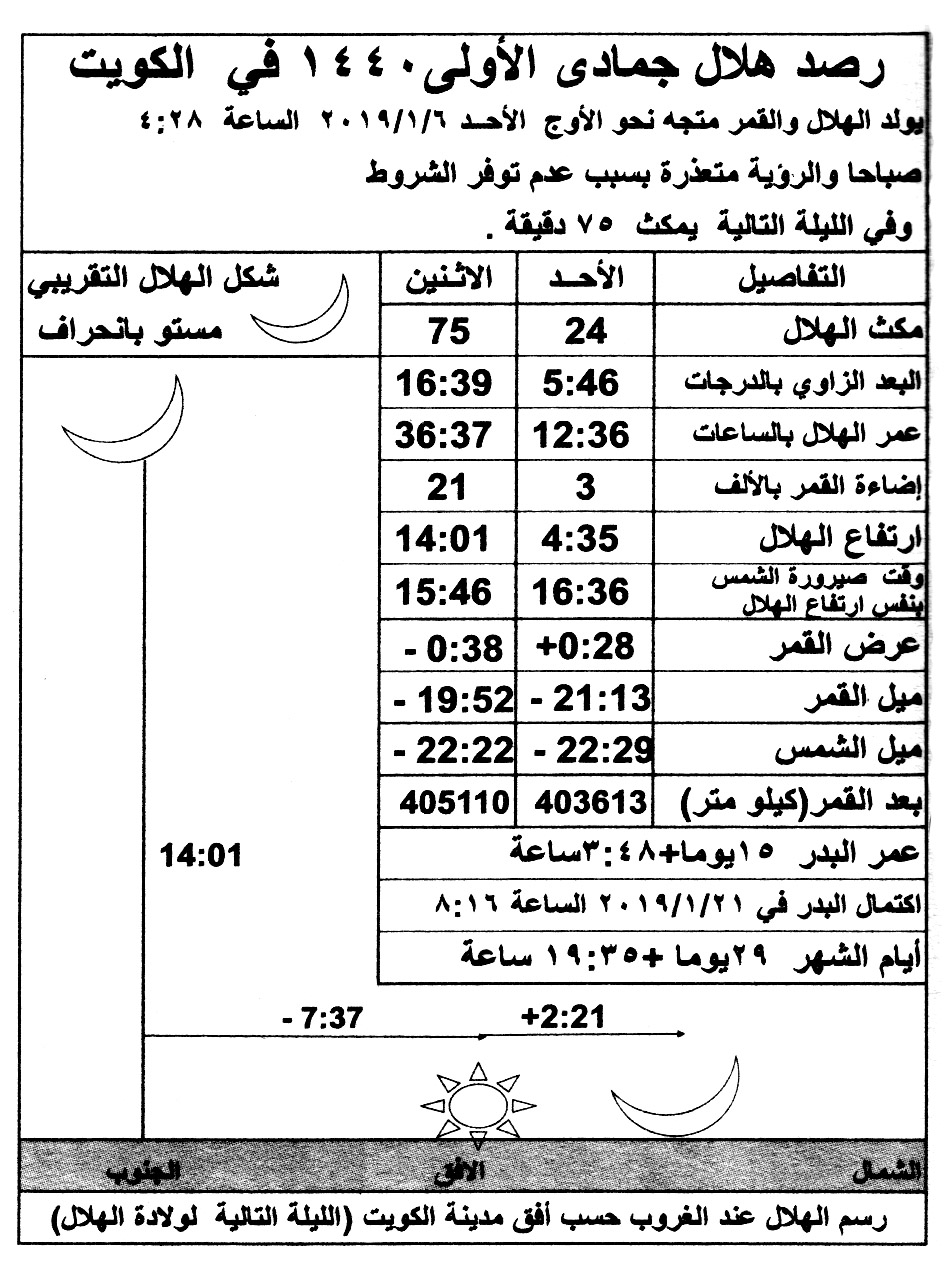 رصد هلال جمادى الأولى ١٤٤٠ في الكويت
يولد الهلال والقمر متجه نحو الأوج الأحد ٢٠١٩/١/٦ الساعة ٤:٢٨
صباحا والرؤية متعذرة بسبب عدم توفر الشروط
وفي الليلة التالية يمكث ٧٥ دقيقة .
التفاصيل الأحـد الاثنين
شكل الهلال التقريبي
مستو بانحراف
مكث الهلال 24 75
البعد الزاوي بالدرجات 5:46 16:39
عمر الهلال بالساعات 12:36 36:37
إضاءة القمر بالألف 3 21
ارتفاع الهلال 4:35 14:01
وقت صيرورة الشمس
بنفس ارتفاع الهلال 16:36 15:46
عرض القمر +0:28 - 0:38
ميل القمر - 21:13 - 19:52
ميل الشمس - 22:29 - 22:22
بعد القمر(كيلو متر) 403613 405110
عمر البدر ١٥يوما+٣:٤٨ساعة
اكتمال البدر في ٢٠١٩/١/٢١ الساعة ٨:١٦
أيام الشهر ٢٩يوما +١٩:٣٥ ساعة
14:01
+2:21
- 7:37
الشمال الافق الجنوب
رسم الهلال عند الغروب حسب أفق مدينة الكويت (الليلة التالية لولادة الهلال)